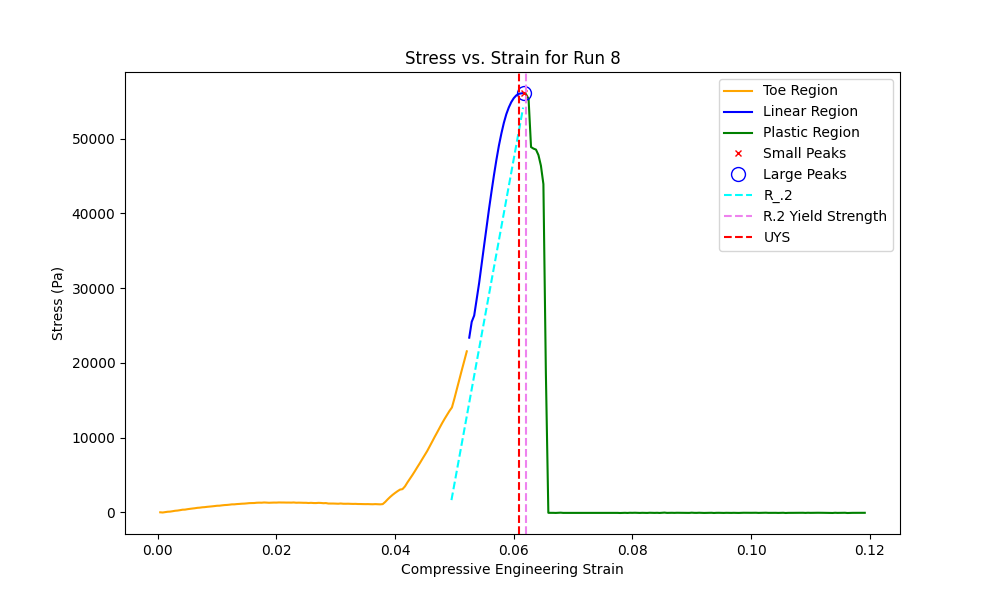 Stress vs. Strain for Run 8
Toe Region
Linear Region
Plastic Region
Small Peaks
Large Peaks
R_.2
R.2 Yield Strength
UYS
Stress (Pa)
50000
40000
30000
20000
10000
0
0.00 0.02 0.04 0.06 0.08 0.10 0.12
Compressive Engineering Strain